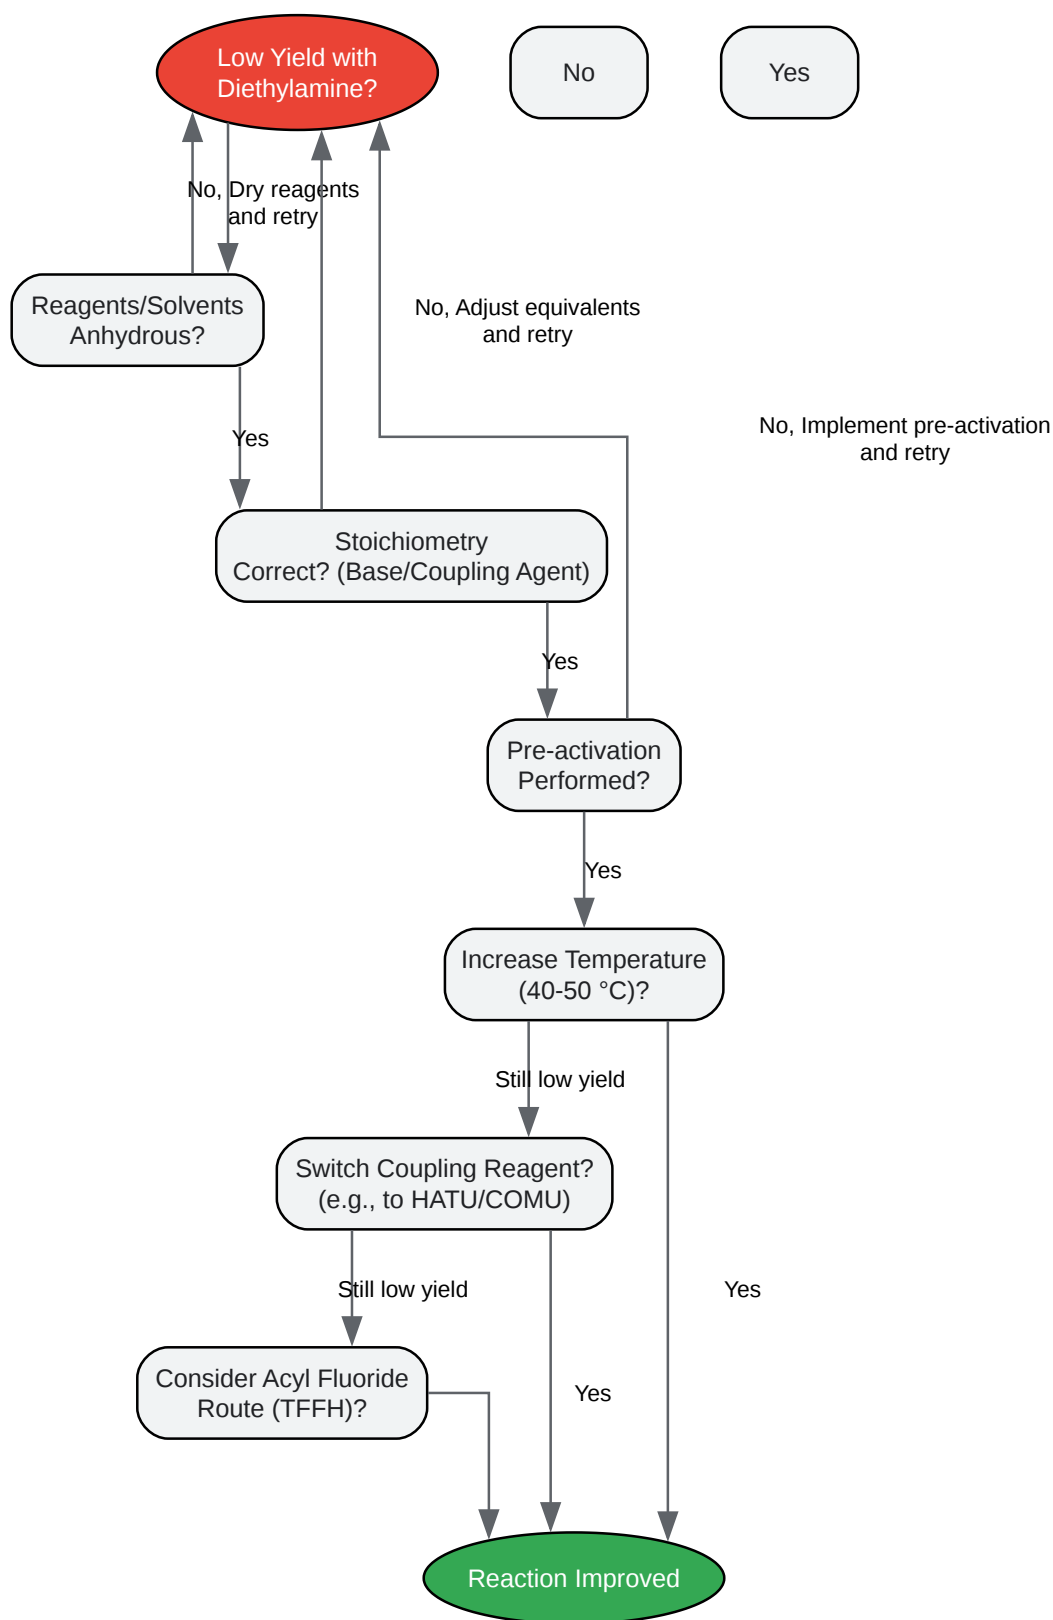 Low Yield with
Diethylamine?
No
Yes
No, Dry reagents
and retry
Reagents/Solvents
Anhydrous?
No, Adjust equivalents
and retry
Yes
No, Implement pre-activation
and retry
Stoichiometry
Correct? (Base/Coupling Agent)
Yes
Pre-activation
Performed?
Yes
Increase Temperature
(40-50 °C)?
Still low yield
Switch Coupling Reagent?
(e.g., to HATU/COMU)
Still low yield
Yes
Consider Acyl Fluoride
Route (TFFH)?
Yes
Reaction Improved